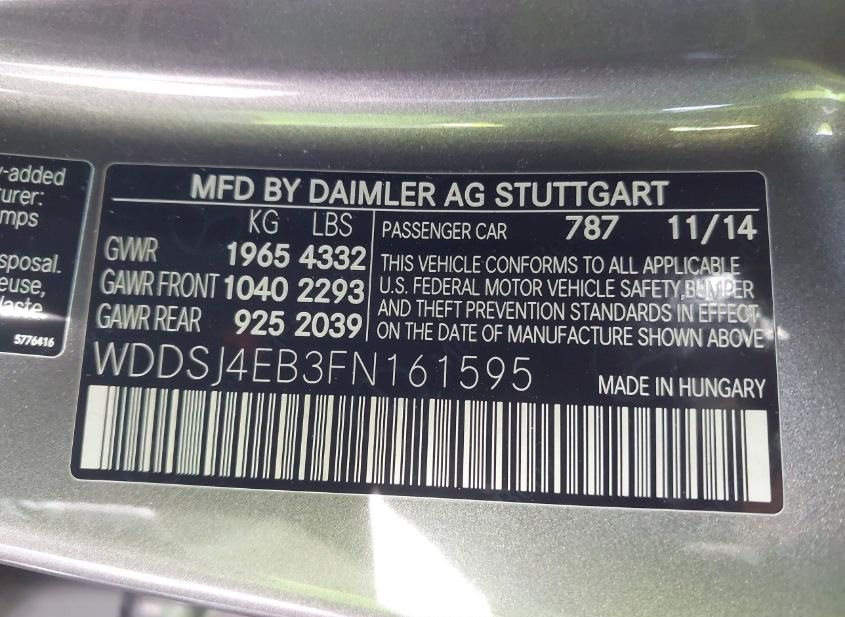 y-added
urer:
mps
sposal.
euse,
Waste
5776416
MFD BY DAIMLER AG STUTTGART
KG LBS
GVWR 1965 4332
GAWR FRONT 1040 2293
GAWR REAR 925 2039
PASSENGER CAR 787 11/14
THIS VEHICLE CONFORMS TO ALL APPLICABLE
U.S. FEDERAL MOTOR VEHICLE SAFETY,BUMPER
AND THEFT PREVENTION STANDARDS IN EFFECT
ON THE DATE OF MANUFACTURE SHOWN ABOVE
WDDSJ4EB3FN161595
MADE IN HUNGARY